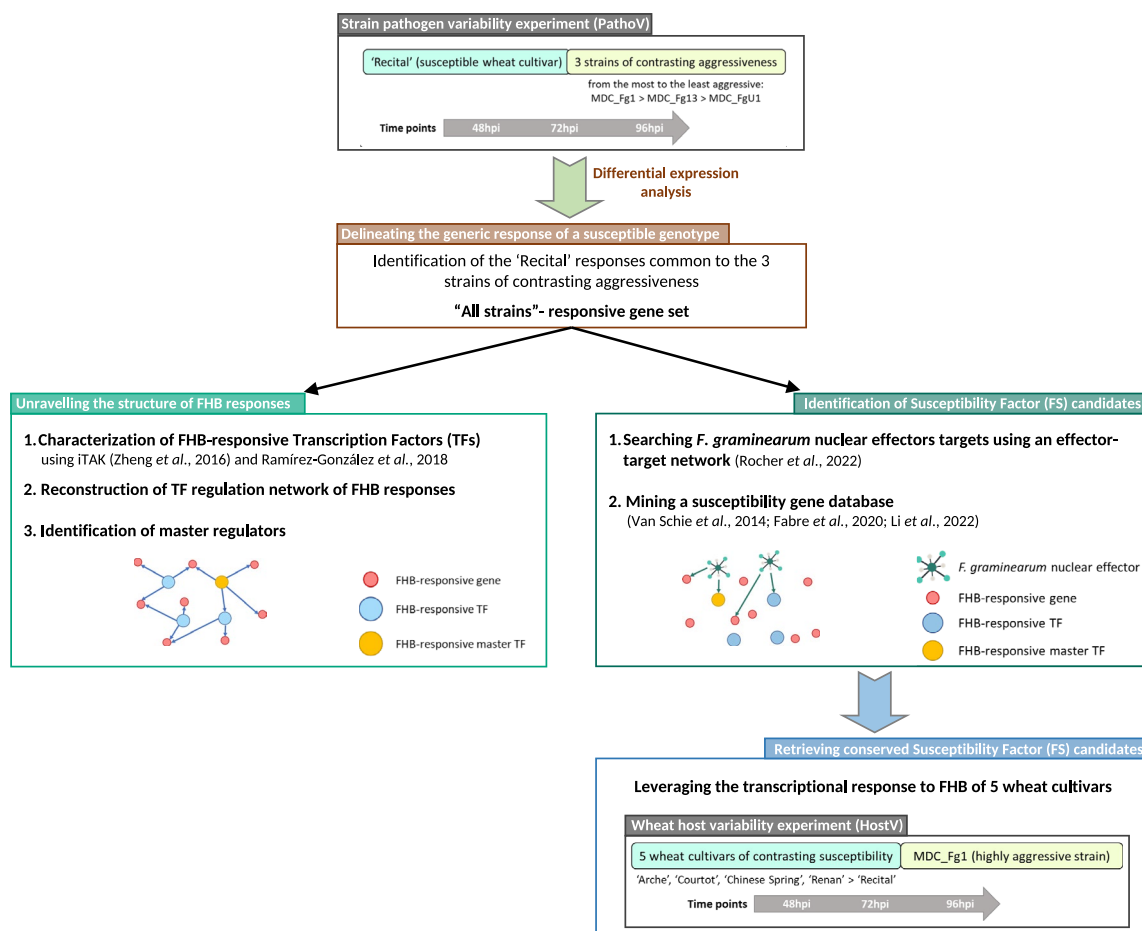 Strain pathogen variability experiment (PathoV)
'Recital' (susceptible wheat cultivar)
3 strains of contrasting aggressiveness
from the most to the least aggressive:
MDC_Fg1 > MDC_Fg13 > MDC_FgU1
Time points 48hpi 72hpi 96hpi
Differential expression
analysis
Delineating the generic response of a susceptible genotype
Identification of the ‘Recital’ responses common to the 3
strains of contrasting aggressiveness
“All strains”- responsive gene set
Unravelling the structure of FHB responses
1. Characterization of FHB-responsive Transcription Factors (TFs)
using iTAK (Zheng et al., 2016) and Ramírez-González et al., 2018
2. Reconstruction of TF regulation network of FHB responses
3. Identification of master regulators
FHB-responsive gene
FHB-responsive TF
FHB-responsive master TF
Identification of Susceptibility Factor (FS) candidates
1. Searching F. graminearum nuclear effectors targets using an effector-
target network (Rocher et al., 2022)
2. Mining a susceptibility gene database
(Van Schie et al., 2014; Fabre et al., 2020; Li et al., 2022)
F. graminearum nuclear effector
FHB-responsive gene
FHB-responsive TF
FHB-responsive master TF
Retrieving conserved Susceptibility Factor (FS) candidates
Leveraging the transcriptional response to FHB of 5 wheat cultivars
Wheat host variability experiment (HostV)
5 wheat cultivars of contrasting susceptibility
MDC_Fg1 (highly aggressive strain)
'Arche', 'Courtot', 'Chinese Spring', 'Renan' > 'Recital'
Time points 48hpi 72hpi 96hpi